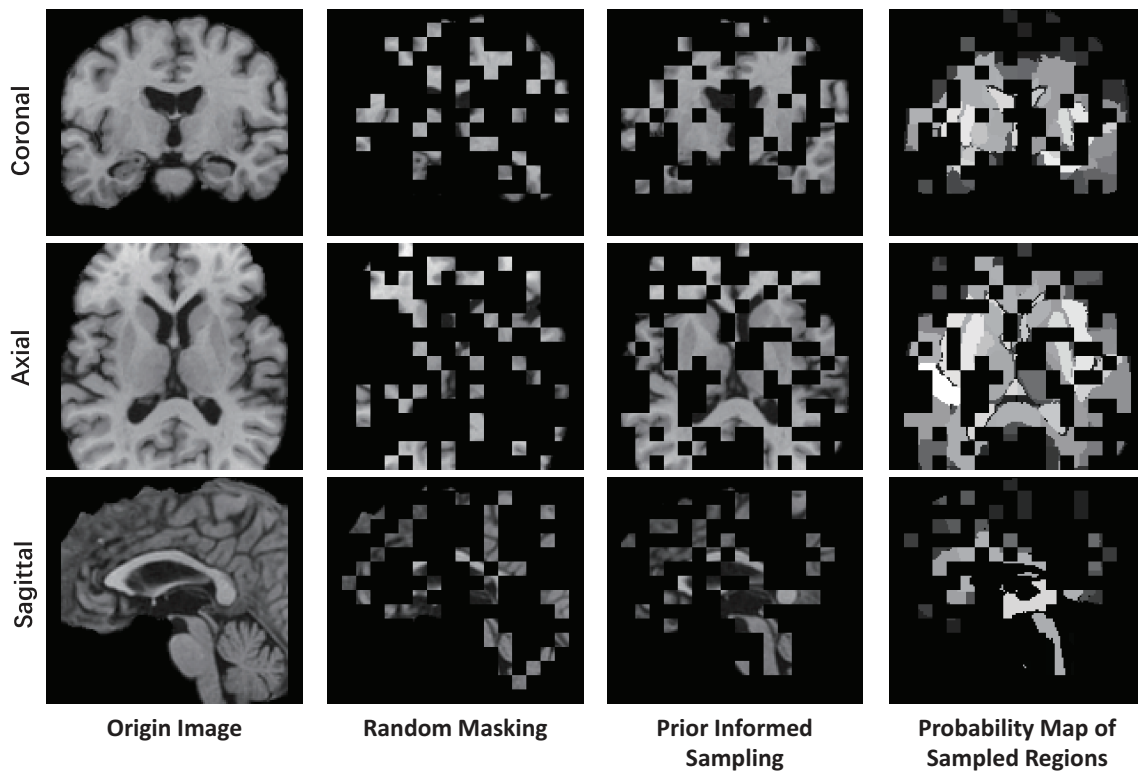 Coronal
Axial
Sagittal
Origin Image
Random Masking
Prior Informed
Sampling
Probability Map of
Sampled Regions